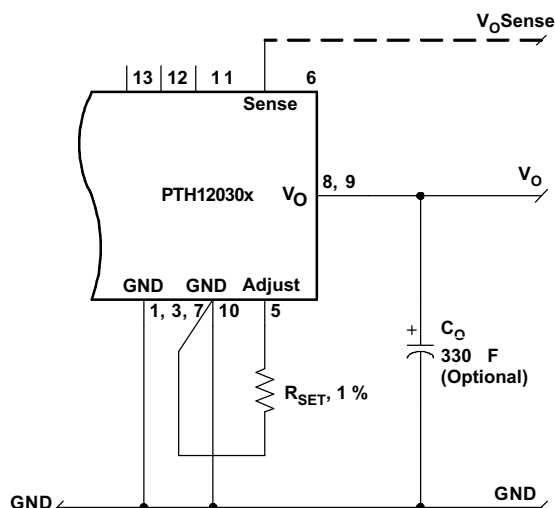 VOSense
13 12 11 6
Sense
8, 9
VO
PTH12030x
VO
GND GND Adjust
1, 3, 7 10 5
+ CO
330 F
(Optional)
RSET, 1 %
GND
GND